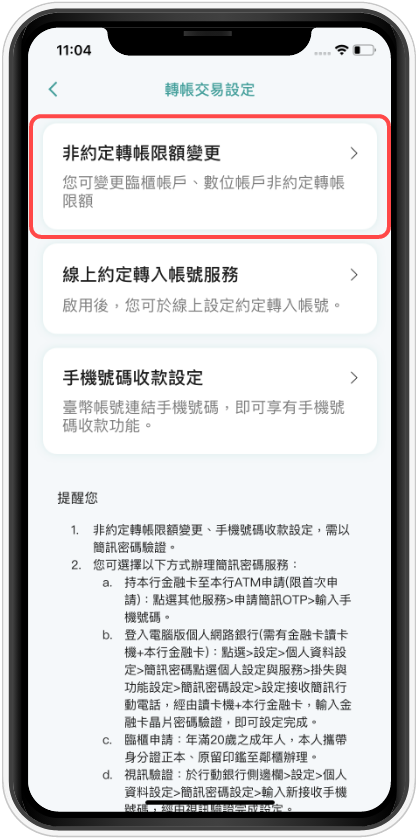 11:04
轉帳交易設定
非約定轉帳限額變更
您可變更臨櫃帳戶、數位帳戶非約定轉帳
限額
線上約定轉入帳號服務
啟用後，您可於線上設定約定轉入帳號。
手機號碼收款設定
臺幣帳號連結手機號碼，即可享有手機號
碼收款功能。
提醒您
1. 非約定轉帳限額變更、手機號碼收款設定，需以
簡訊密碼驗證。
2. 您可選擇以下方式辦理簡訊密碼服務：
a. 持本行金融卡至本行ATM申請(限首次申
請)：點選其他服務>申請簡訊OTP>輸入手
機號碼。
b. 登入電腦版個人網路銀行(需有金融卡讀卡
機+本行金融卡)：點選>設定>個人資料設
定>簡訊密碼點選個人設定與服務>掛失與
功能設定>簡訊密碼設定>設定接收簡訊行
動電話，經由讀卡機+本行金融卡，輸入金
融卡晶片密碼驗證，即可設定完成。
c. 臨櫃申請：年滿20歲之成年人，本人攜帶
身分證正本、原留印鑑至鄰櫃辦理。
d. 視訊驗證：於行動銀行側邊欄>設定>個人
資料設定>簡訊密碼設定>輸入新接收手機
號碼，經由視訊驗證完成設定。